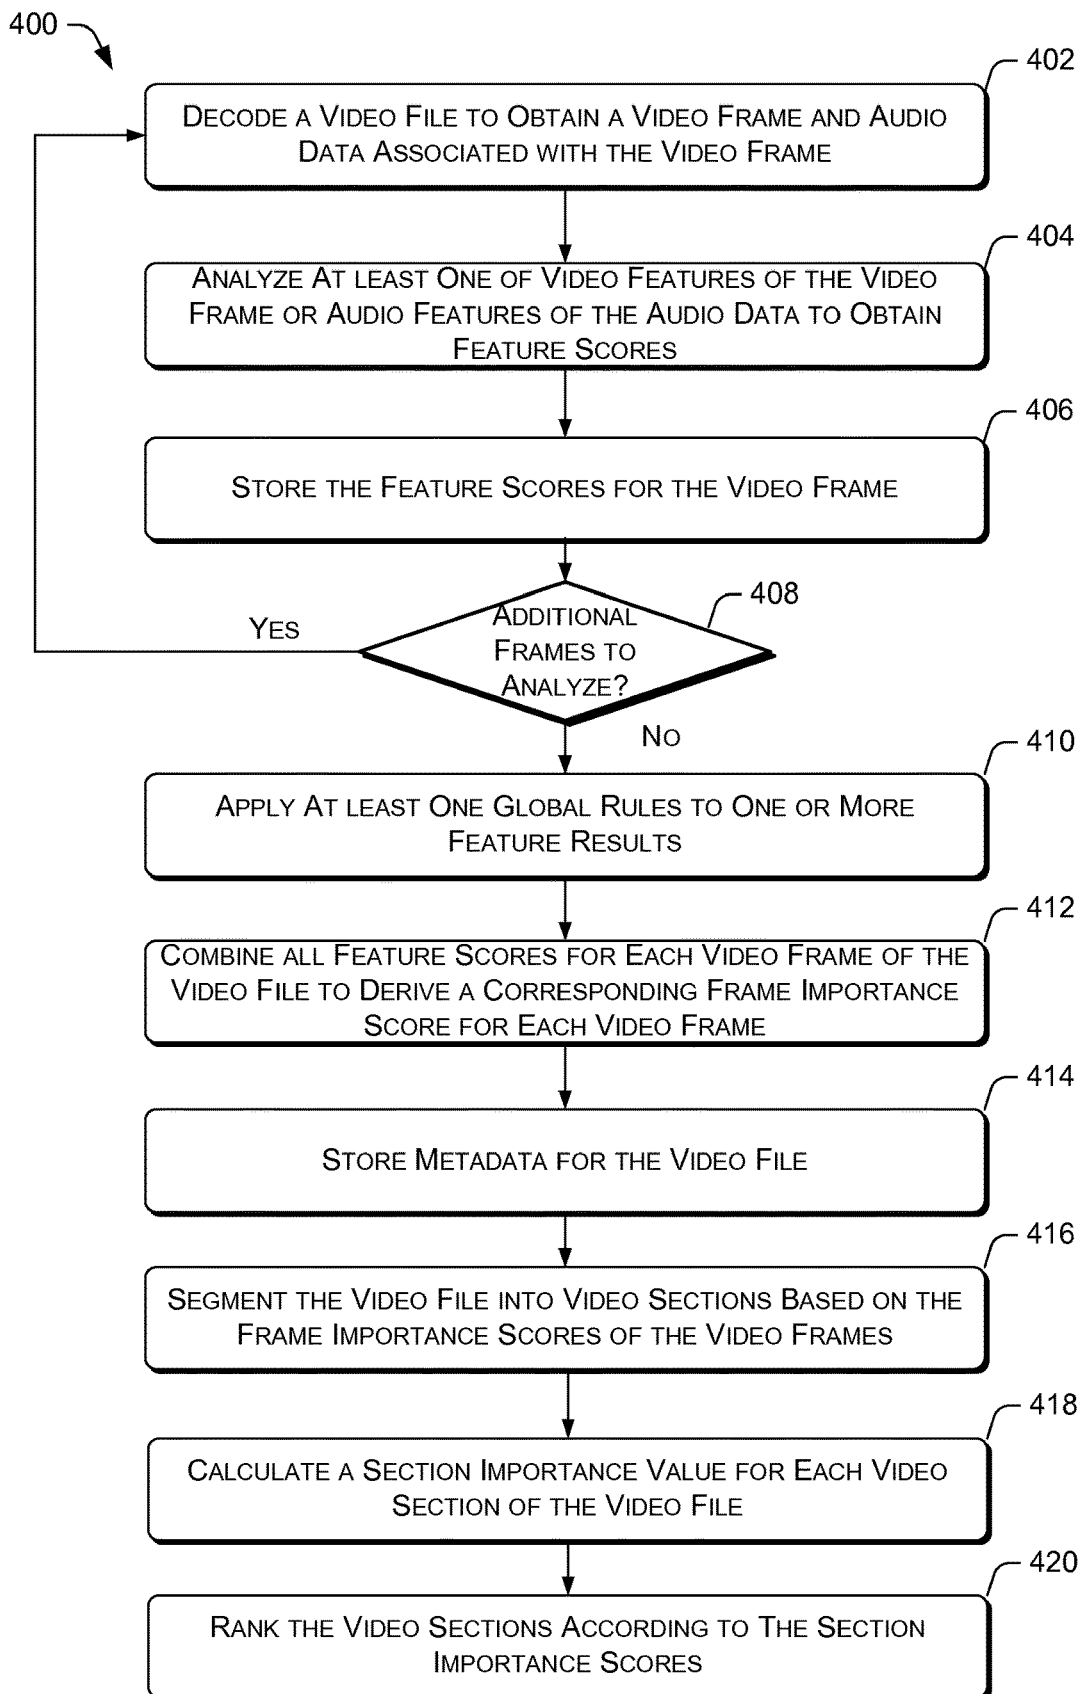 400
402
DECODE A VIDEO FILE TO OBTAIN A VIDEO FRAME AND AUDIO
DATA ASSOCIATED WITH THE VIDEO FRAME
404
ANALYZE AT LEAST ONE OF VIDEO FEATURES OF THE VIDEO
FRAME OR AUDIO FEATURES OF THE AUDIO DATA TO OBTAIN
FEATURE SCORES
406
STORE THE FEATURE SCORES FOR THE VIDEO FRAME
408
ADDITIONAL
FRAMES TO
ANALYZE?
YES
NO
410
APPLY AT LEAST ONE GLOBAL RULES TO ONE OR MORE
FEATURE RESULTS
412
COMBINE ALL FEATURE SCORES FOR EACH VIDEO FRAME OF THE
VIDEO FILE TO DERIVE A CORRESPONDING FRAME IMPORTANCE
SCORE FOR EACH VIDEO FRAME
414
STORE METADATA FOR THE VIDEO FILE
416
SEGMENT THE VIDEO FILE INTO VIDEO SECTIONS BASED ON THE
FRAME IMPORTANCE SCORES OF THE VIDEO FRAMES
418
CALCULATE A SECTION IMPORTANCE VALUE FOR EACH VIDEO
SECTION OF THE VIDEO FILE
420
RANK THE VIDEO SECTIONS ACCORDING TO THE SECTION
IMPORTANCE SCORES